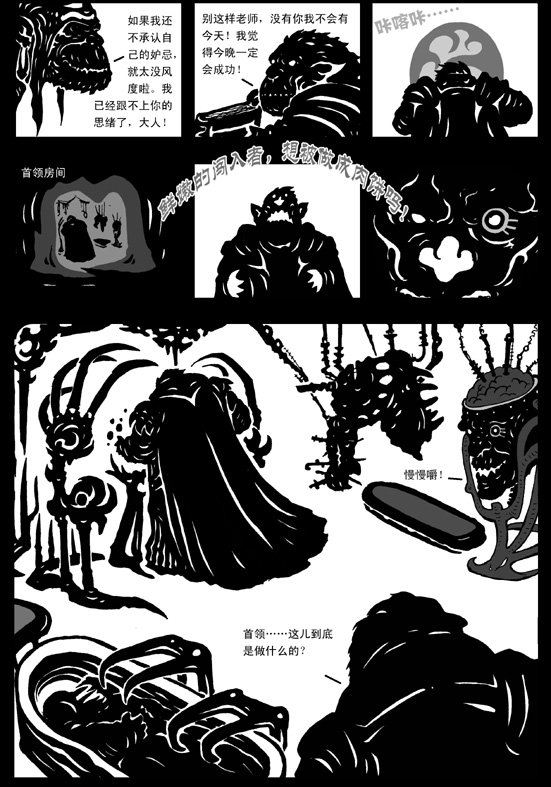 如果我还
不承认自
己的妒忌,
就太没风
度啦。我
已经跟不上你的
思绪了,大人!
别这样老师,没有你我不会有
今天!我觉
得今晚一定
会成功!
咔喀咔……
首领房间
鲜嫩的闯入者,想被做成肉饼吗!
慢慢嚼!
首领……这儿到底
是做什么的?